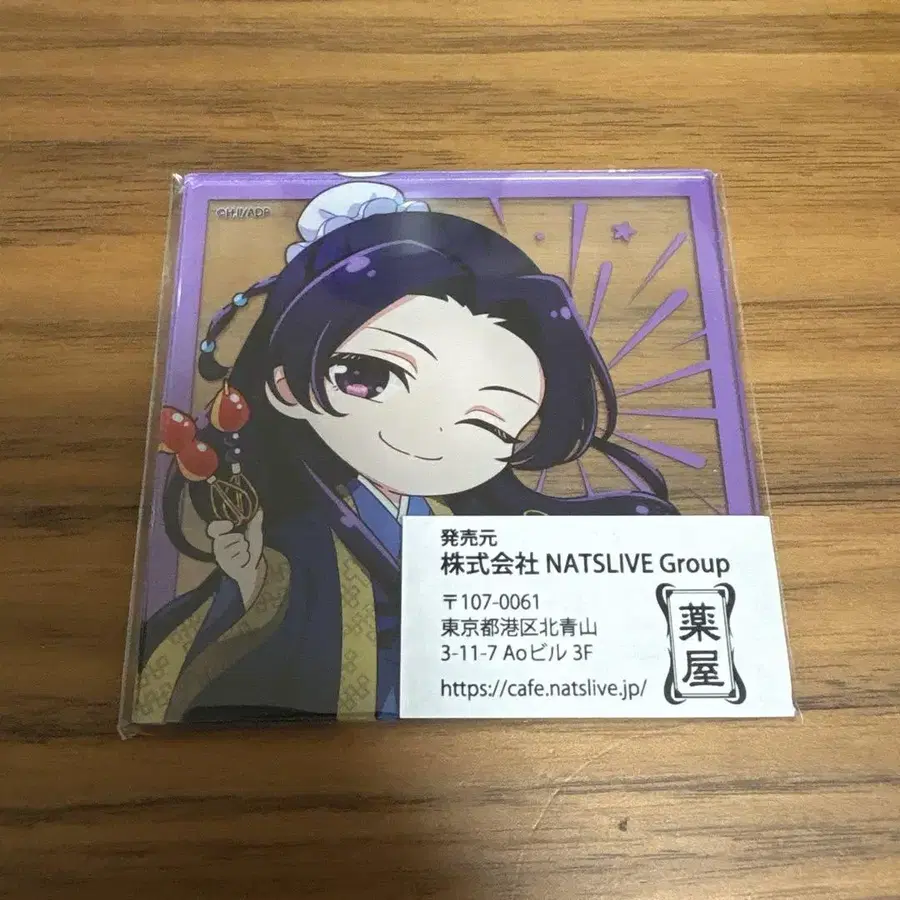 発売元
株式会社 NATSLIVE Group
〒107-0061
東京都港区北青山
3-11-7 Aoビル 3F
https://cafe.natslive.jp/
薬屋